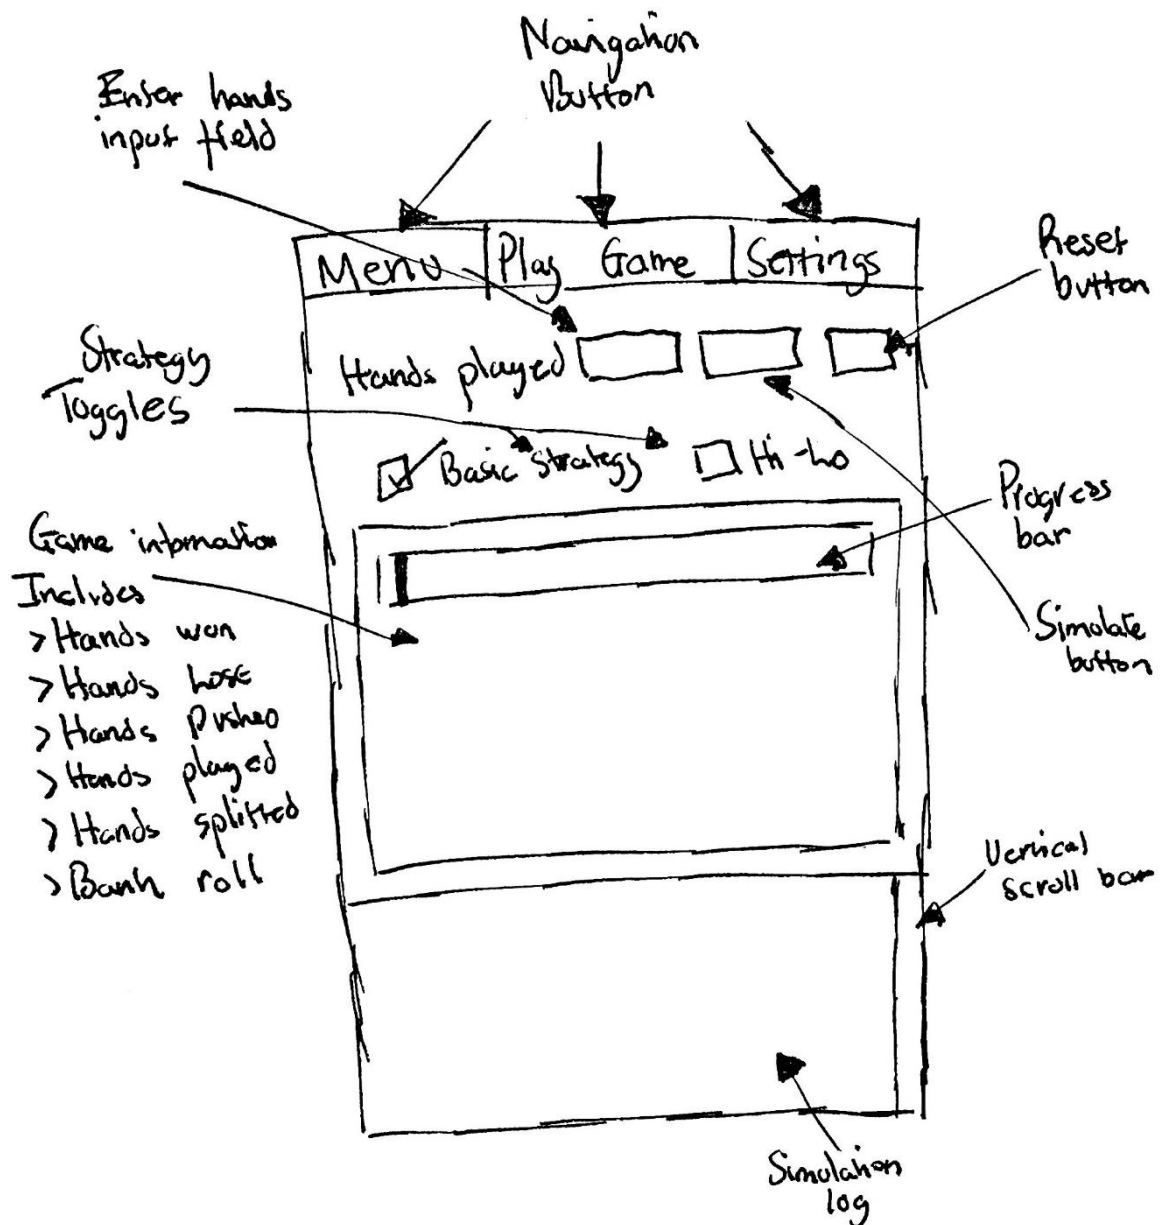 Navigation
Button
Enter hands
input field
Menu
Play Game
Settings
Reset
button
Strategy
Toggles
Hands played
Basic Strategy
Hi-Lo
Progress
bar
Game information
Includes
> Hands won
> Hands Lose
> Hands Pushed
> Hands played
> Hands splitted
> Bank roll
Simulate
button
Vertical
scroll bar
Simulation
log